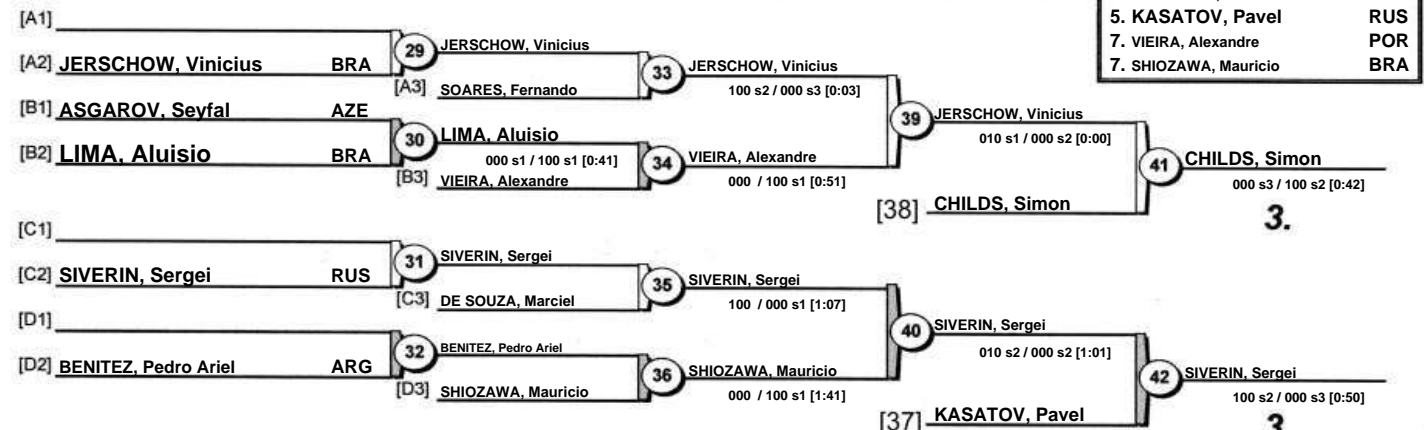 5. KASATOV, Pavel RUS
7. VIEIRA, Alexandre POR
7. SHIOZAWA, Mauricio BRA
[A1]
[A2] JERSCHOW, Vinicius BRA
29 JERSCHOW, Vinicius
[A3] SOARES, Fernando
33 JERSCHOW, Vinicius
100 s2 / 000 s3 [0:03]
[B1] ASGAROV, Seyfal AZE
[B2] LIMA, Aluisio BRA
30 LIMA, Aluisio
000 s1 / 100 s1 [0:41]
[B3] VIEIRA, Alexandre
34 VIEIRA, Alexandre
000 / 100 s1 [0:51]
39 JERSCHOW, Vinicius
010 s1 / 000 s2 [0:00]
[38] CHILDS, Simon
41 CHILDS, Simon
000 s3 / 100 s2 [0:42]
3.
[C1]
[C2] SIVERIN, Sergei RUS
31 SIVERIN, Sergei
[C3] DE SOUZA, Marciel
35 SIVERIN, Sergei
100 / 000 s1 [1:07]
[D1]
[D2] BENITEZ, Pedro Ariel ARG
32 BENITEZ, Pedro Ariel
[D3] SHIOZAWA, Mauricio
36 SHIOZAWA, Mauricio
000 / 100 s1 [1:41]
40 SIVERIN, Sergei
010 s2 / 000 s2 [1:01]
[37] KASATOV, Pavel
42 SIVERIN, Sergei
100 s2 / 000 s3 [0:50]